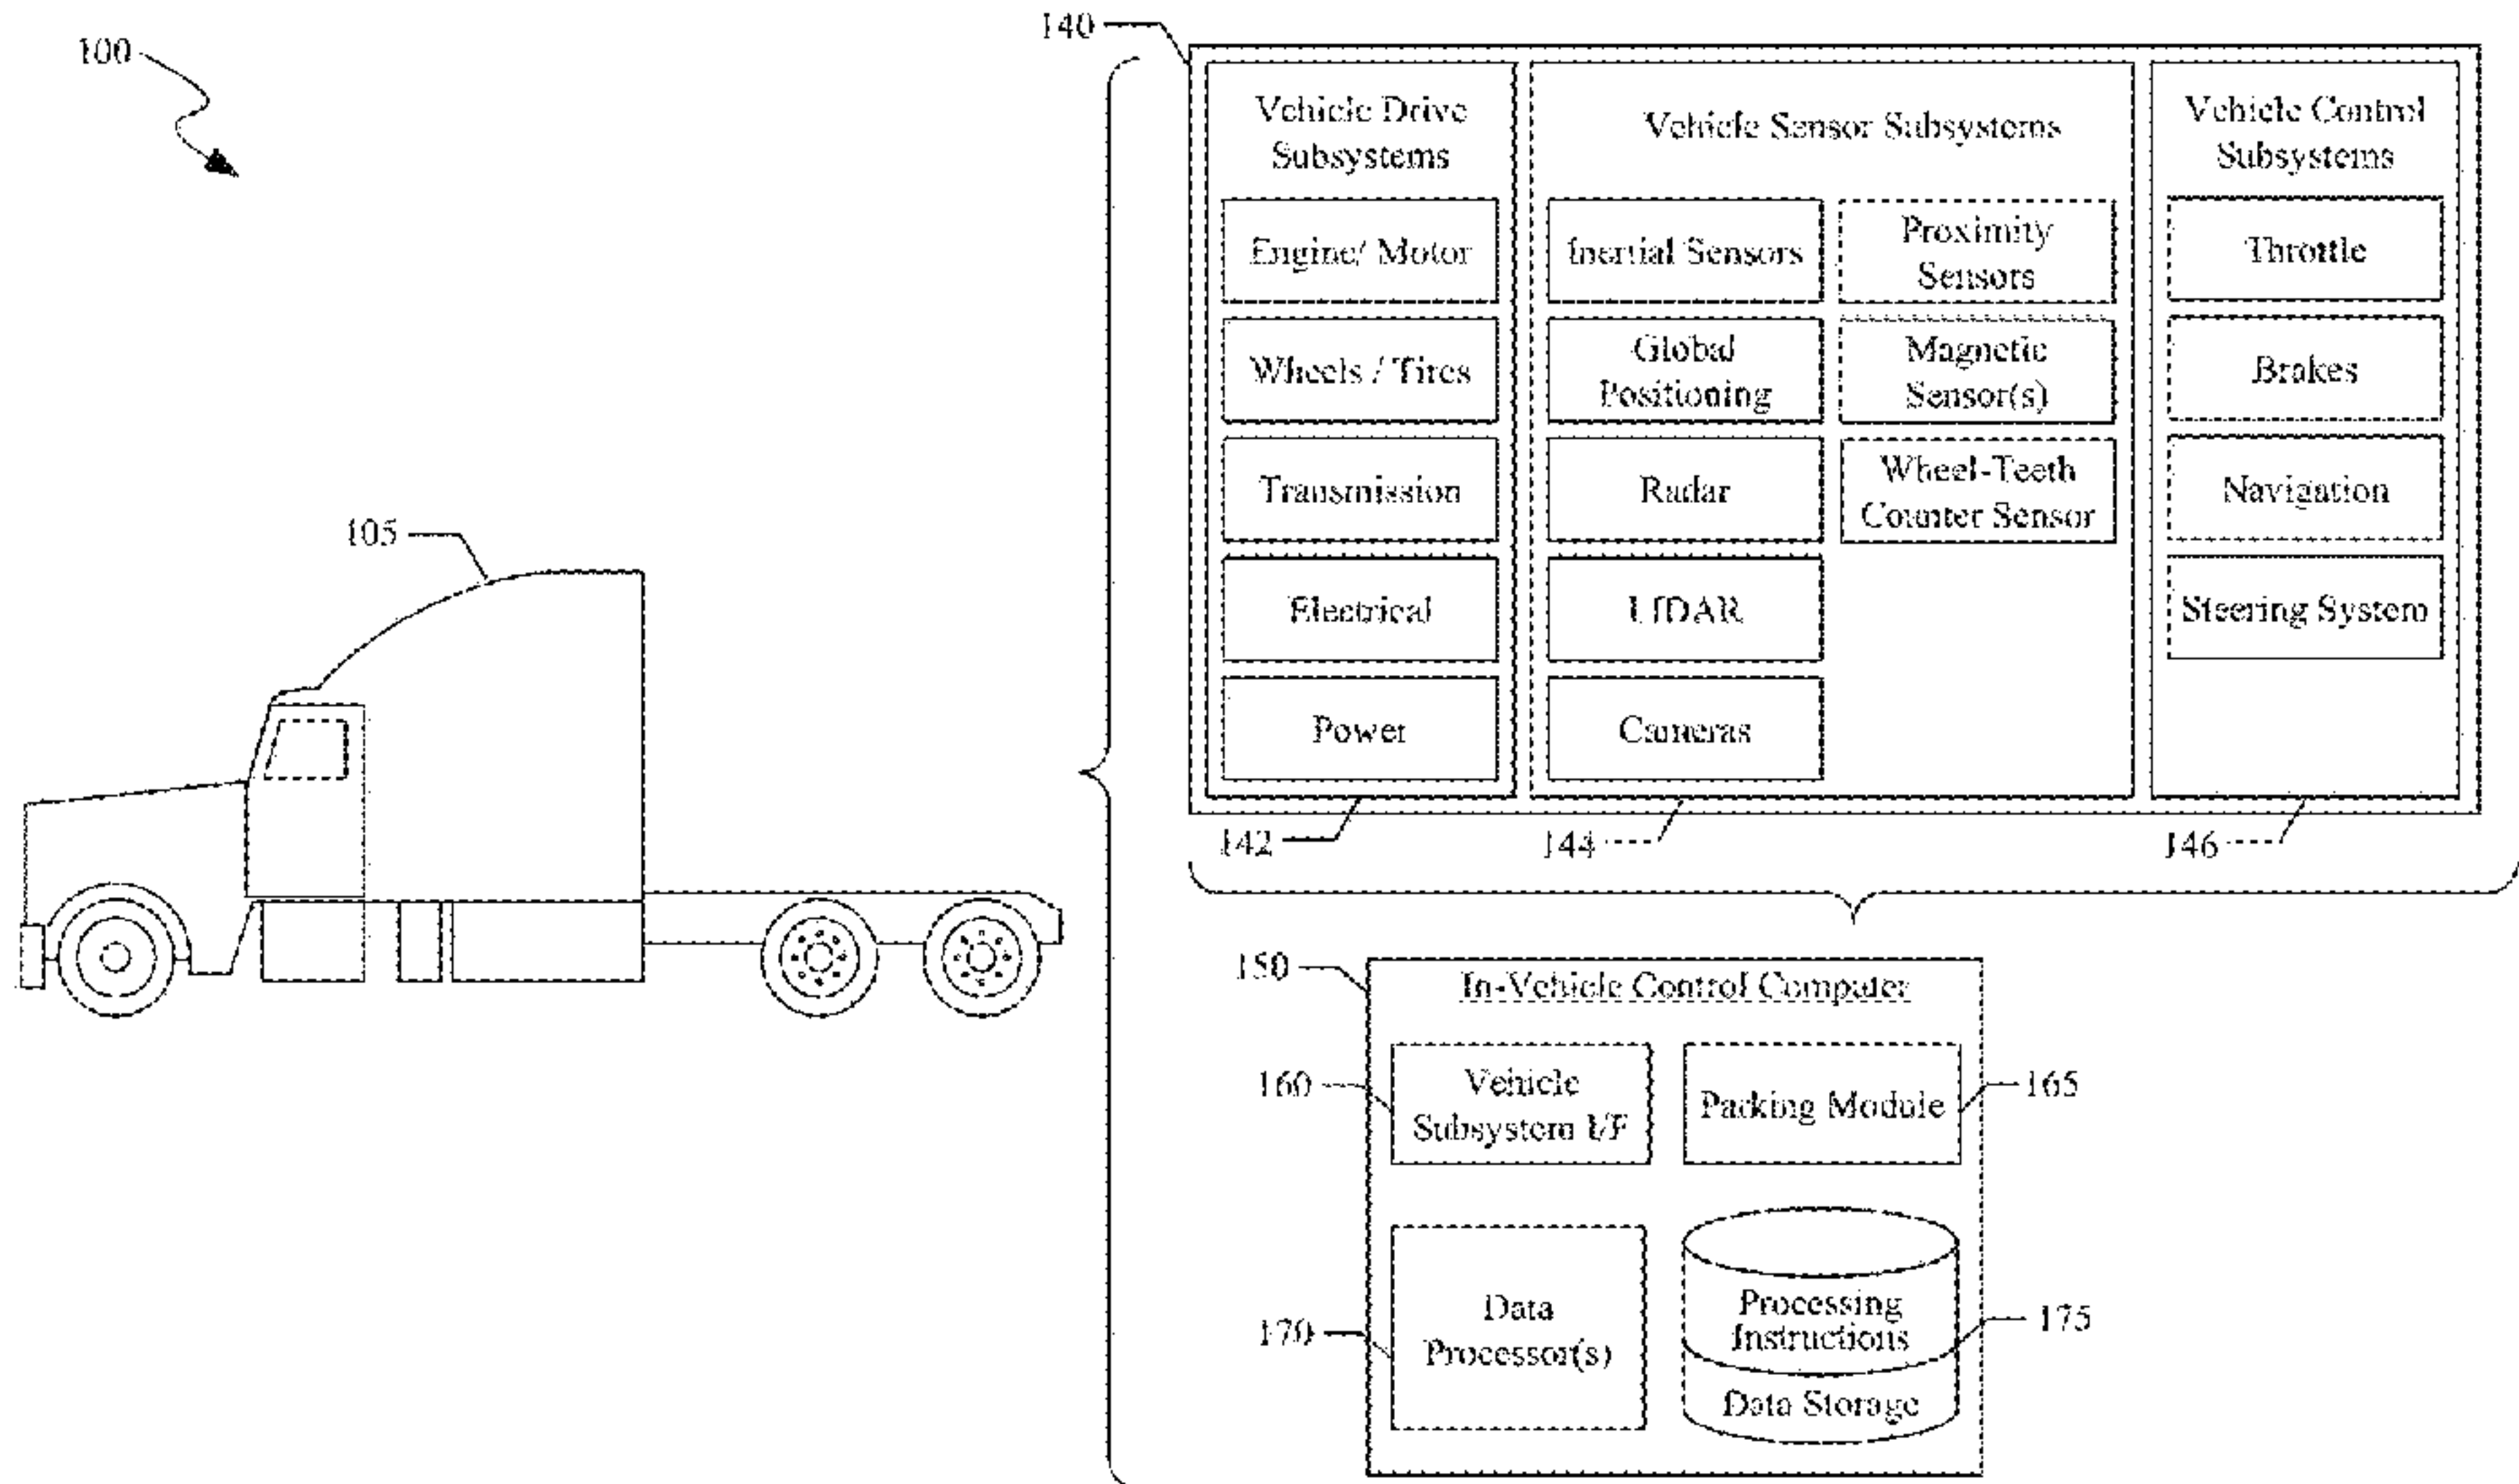 100
105
140
Vehicle Drive
Subsystems
Engine/ Motor
Wheels / Tires
Transmission
Electrical
Power
142
Vehicle Sensor Subsystems
Inertial Sensors
Global
Positioning
Radar
LIDAR
Cameras
Proximity
Sensors
Magnetic
Sensor(s)
Wheel-Teeth
Counter Sensor
144
Vehicle Control
Subsystems
Throttle
Brakes
Navigation
Steering System
146
150
In-Vehicle Control Computer
160
Vehicle
Subsystem I/F
Parking Module
165
170
Data
Processor(s)
Processing
Instructions
175
Data Storage